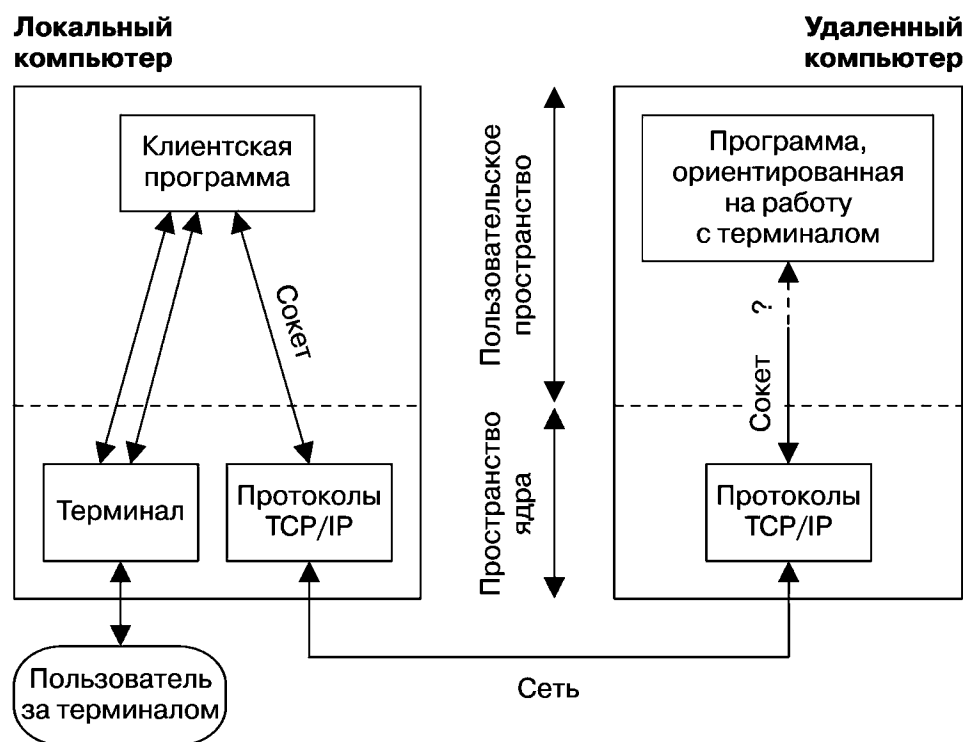 Локальный
компьютер
Удаленный
компьютер
Клиентская
программа
Сокет
Терминал
Протоколы
TCP/IP
Пользователь
за терминалом
Пользовательское
пространство
Пространство
ядра
Программа,
ориентированная
на работу
с терминалом
?
Сокет
Протоколы
TCP/IP
Сеть